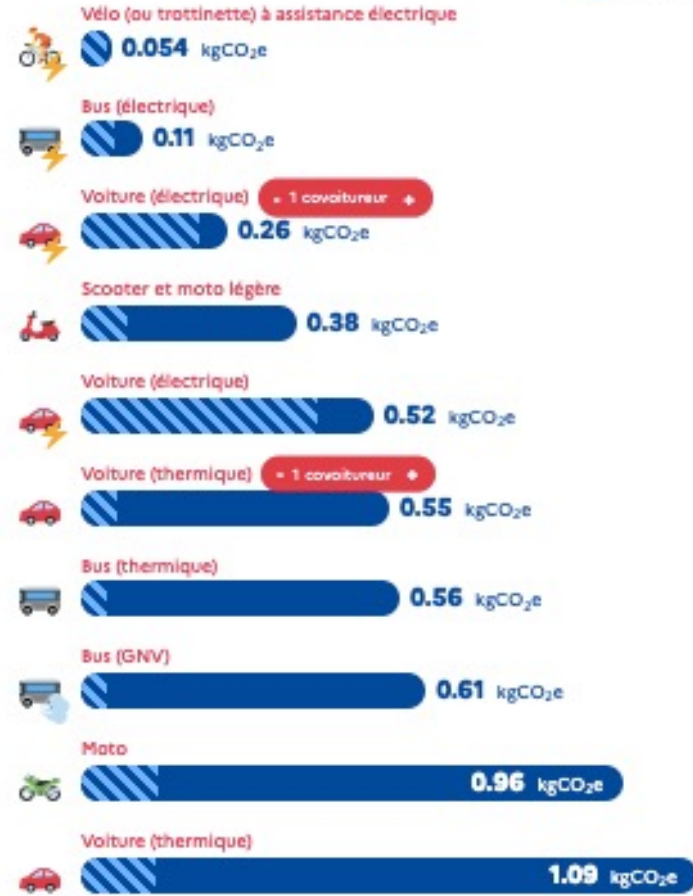 Vélo (ou trottinette) à assistance électrique
0.054 kgCO₂e
Bus (électrique)
0.11 kgCO₂e
Voiture (électrique) - 1 covoitureur +
0.26 kgCO₂e
Scooter et moto légère
0.38 kgCO₂e
Voiture (électrique)
0.52 kgCO₂e
Voiture (thermique) - 1 covoitureur +
0.55 kgCO₂e
Bus (thermique)
0.56 kgCO₂e
Bus (GNV)
0.61 kgCO₂e
Moto
0.96 kgCO₂e
Voiture (thermique)
1.09 kgCO₂e